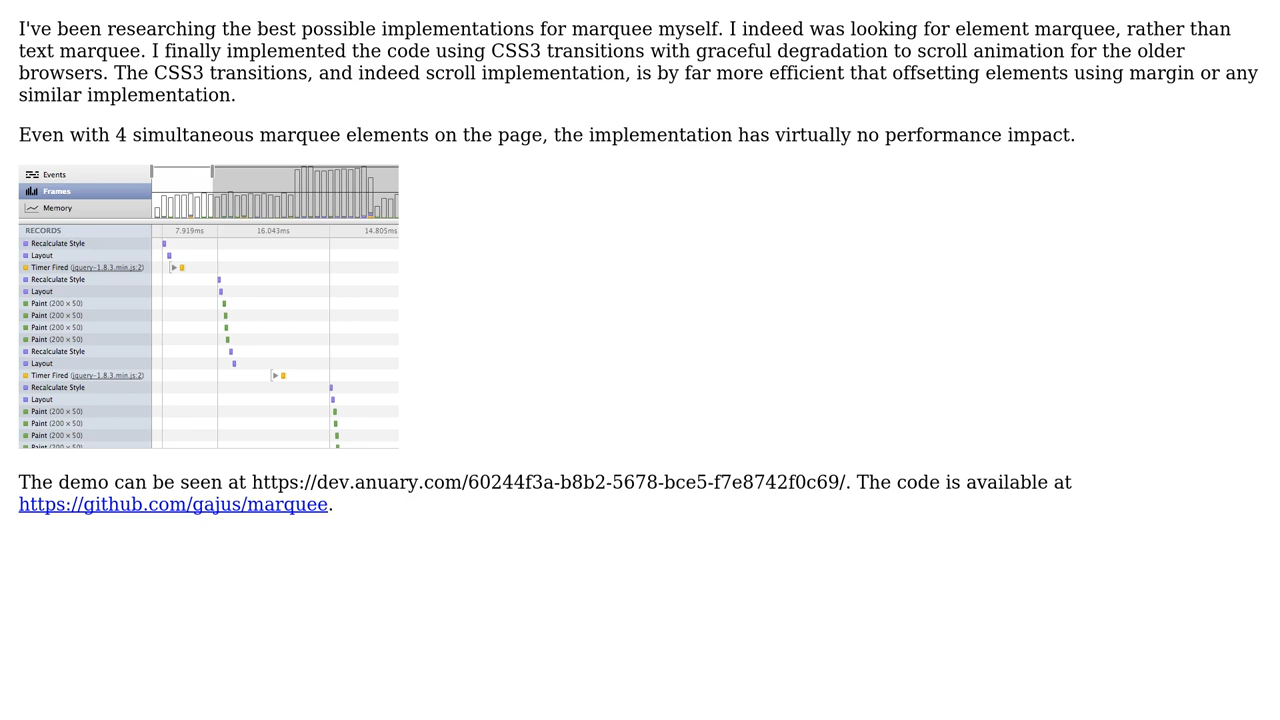 I've been researching the best possible implementations for marquee myself. I indeed was looking for element marquee, rather than
text marquee. I finally implemented the code using CSS3 transitions with graceful degradation to scroll animation for the older
browsers. The CSS3 transitions, and indeed scroll implementation, is by far more efficient that offsetting elements using margin or any
similar implementation.
Even with 4 simultaneous marquee elements on the page, the implementation has virtually no performance impact.
Events
Frames
Memory
RECORDS 7.919ms 16.043ms 14.805ms
Recalculate Style
Layout
Timer Fired (jquery-1.8.3.min.js:2)
Recalculate Style
Layout
Paint (200 × 50)
Paint (200 × 50)
Paint (200 × 50)
Paint (200 × 50)
Recalculate Style
Layout
Timer Fired (jquery-1.8.3.min.js:2)
Recalculate Style
Layout
Paint (200 × 50)
Paint (200 × 50)
Paint (200 × 50)
Paint (200 × 50)
The demo can be seen at https://dev.anuary.com/60244f3a-b8b2-5678-bce5-f7e8742f0c69/. The code is available at
https://github.com/gajus/marquee.